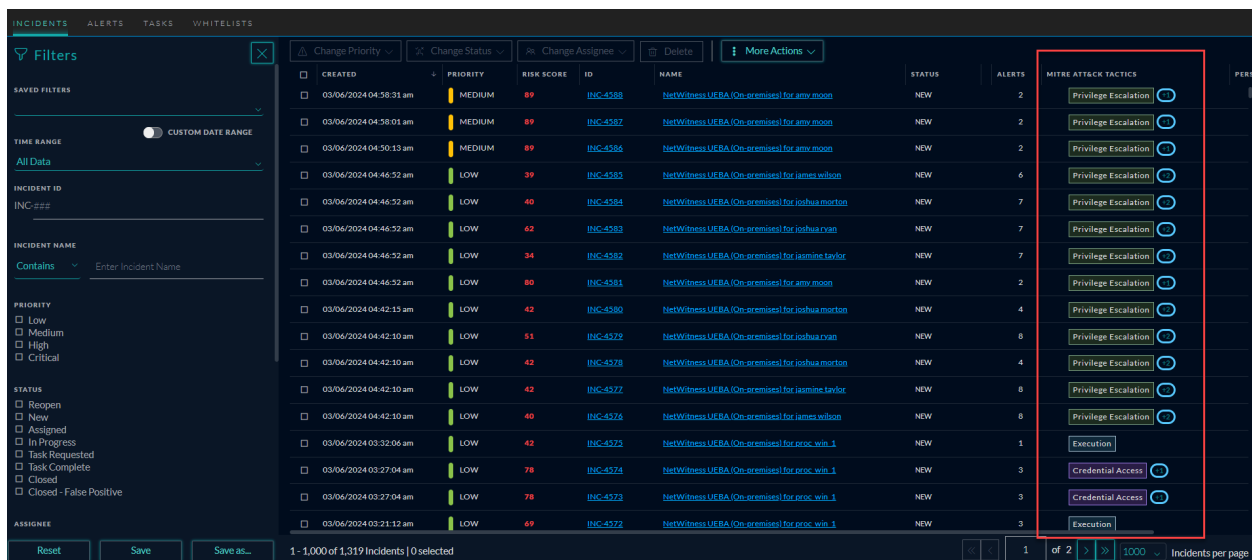 INCIDENTS ALERTS TASKS WHITELISTS
Filters
SAVED FILTERS
CUSTOM DATE RANGE
TIME RANGE
All Data
INCIDENT ID
INC-###
INCIDENT NAME
Contains Enter Incident Name
PRIORITY
Low
Medium
High
Critical
STATUS
Reopen
New
Assigned
In Progress
Task Requested
Task Complete
Closed
Closed - False Positive
ASSIGNEE
Reset Save Save as...
Change Priority Change Status Change Assignee Delete More Actions
CREATED PRIORITY RISK SCORE ID NAME STATUS ALERTS MITRE ATT&CK TACTICS PERS
03/06/2024 04:58:31 am MEDIUM 89 INC-4588 NetWitness UEBA (On-premises) for amy moon NEW 2 Privilege Escalation +1
03/06/2024 04:58:01 am MEDIUM 89 INC-4587 NetWitness UEBA (On-premises) for amy moon NEW 2 Privilege Escalation +1
03/06/2024 04:50:13 am MEDIUM 89 INC-4586 NetWitness UEBA (On-premises) for amy moon NEW 2 Privilege Escalation +1
03/06/2024 04:46:52 am LOW 39 INC-4585 NetWitness UEBA (On-premises) for james wilson NEW 6 Privilege Escalation +2
03/06/2024 04:46:52 am LOW 40 INC-4584 NetWitness UEBA (On-premises) for joshua morton NEW 7 Privilege Escalation +2
03/06/2024 04:46:52 am LOW 62 INC-4583 NetWitness UEBA (On-premises) for joshua ryan NEW 7 Privilege Escalation +2
03/06/2024 04:46:52 am LOW 34 INC-4582 NetWitness UEBA (On-premises) for jasmine taylor NEW 7 Privilege Escalation +2
03/06/2024 04:46:52 am LOW 80 INC-4581 NetWitness UEBA (On-premises) for amy moon NEW 2 Privilege Escalation +1
03/06/2024 04:42:15 am LOW 42 INC-4580 NetWitness UEBA (On-premises) for joshua morton NEW 4 Privilege Escalation +2
03/06/2024 04:42:10 am LOW 51 INC-4579 NetWitness UEBA (On-premises) for joshua ryan NEW 8 Privilege Escalation +2
03/06/2024 04:42:10 am LOW 42 INC-4578 NetWitness UEBA (On-premises) for joshua morton NEW 4 Privilege Escalation +2
03/06/2024 04:42:10 am LOW 42 INC-4577 NetWitness UEBA (On-premises) for jasmine taylor NEW 8 Privilege Escalation +2
03/06/2024 04:42:10 am LOW 40 INC-4576 NetWitness UEBA (On-premises) for james wilson NEW 8 Privilege Escalation +2
03/06/2024 03:32:06 am LOW 42 INC-4575 NetWitness UEBA (On-premises) for proc_win_1 NEW 1 Execution
03/06/2024 03:27:04 am LOW 78 INC-4574 NetWitness UEBA (On-premises) for proc_win_1 NEW 3 Credential Access +1
03/06/2024 03:27:04 am LOW 78 INC-4573 NetWitness UEBA (On-premises) for proc_win_1 NEW 3 Credential Access +1
03/06/2024 03:21:12 am LOW 69 INC-4572 NetWitness UEBA (On-premises) for proc_win_1 NEW 3 Execution
1 - 1,000 of 1,319 Incidents | 0 selected 1 of 2 1000 Incidents per page